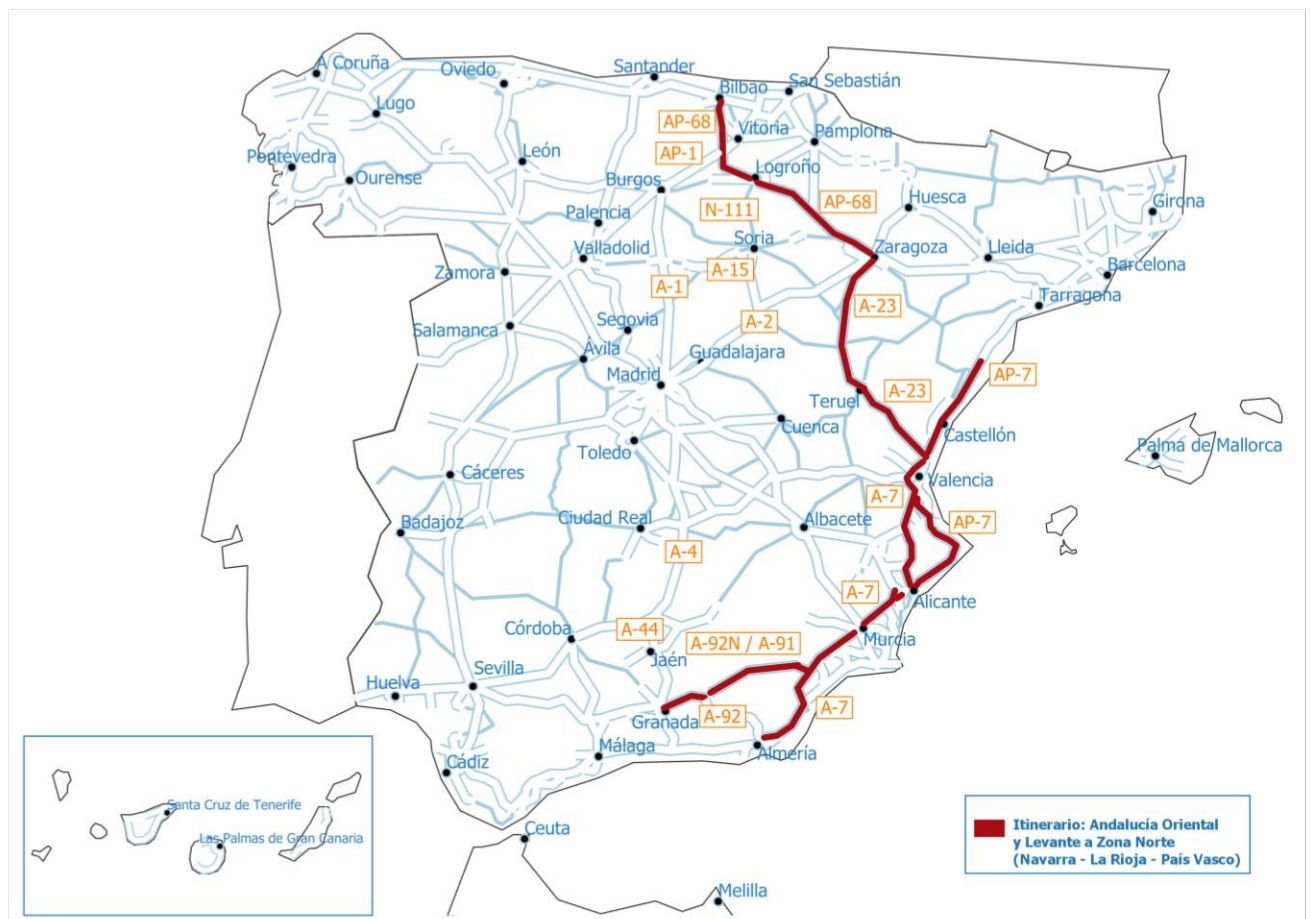 A Coruña
Oviedo
Santander
Bilbao
San Sebastián
Lugo
AP-68
Vitoria
Pamplona
Pontevedra
León
AP-1
Logroño
Ourense
Burgos
Huesca
Girona
Palencia
N-111
AP-68
Valladolid
Soria
Zaragoza
Lleida
Zamora
A-15
Barcelona
A-1
Tarragona
A-23
Salamanca
Segovia
A-2
Ávila
Guadalajara
Madrid
AP-7
Teruel
A-23
Cuenca
Castellón
Toledo
Palma de Mallorca
Cáceres
Valencia
A-7
Badajoz
Ciudad Real
Albacete
AP-7
A-4
A-7
Alicante
Córdoba
A-44
A-92N / A-91
Murcia
Jaén
Sevilla
Huelva
Granada
A-92
A-7
Málaga
Almería
Cádiz
Santa Cruz de Tenerife
Las Palmas de Gran Canaria
Ceuta
Itinerario: Andalucía Oriental
y Levante a Zona Norte
(Navarra - La Rioja - País Vasco)
Melilla